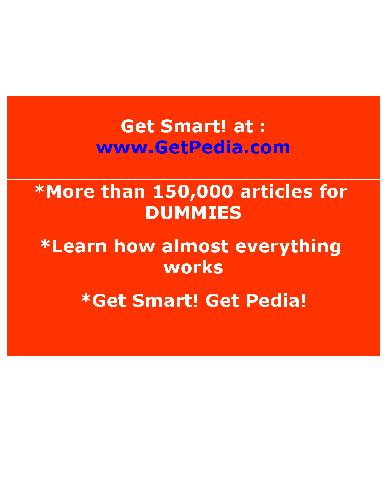 Get Smart! at :
www.GetPedia.com
*More than 150,000 articles for
DUMMIES
*Learn how almost everything
works
*Get Smart! Get Pedia!